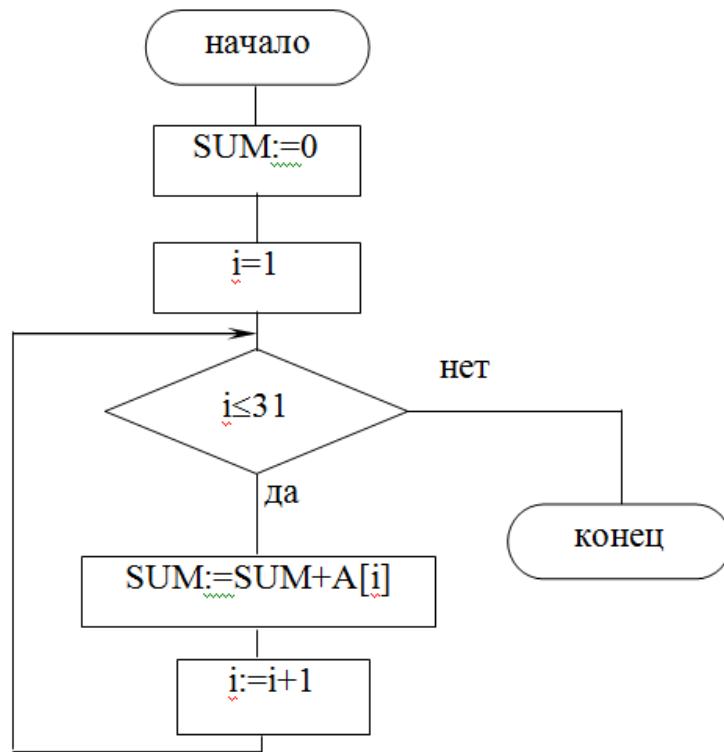 начало
SUM:=0
i=1
i≤31
нет
да
конец
SUM:=SUM+A[i]
i:=i+1